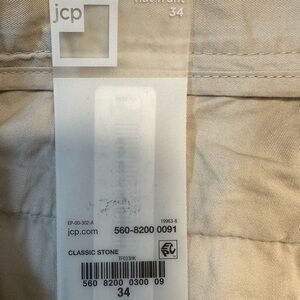 jcp
flat front
34
EP-00-302-A 19963-8
jcp.com 560-8200 0091
CLASSIC STONE
560 8200 0300 09
34